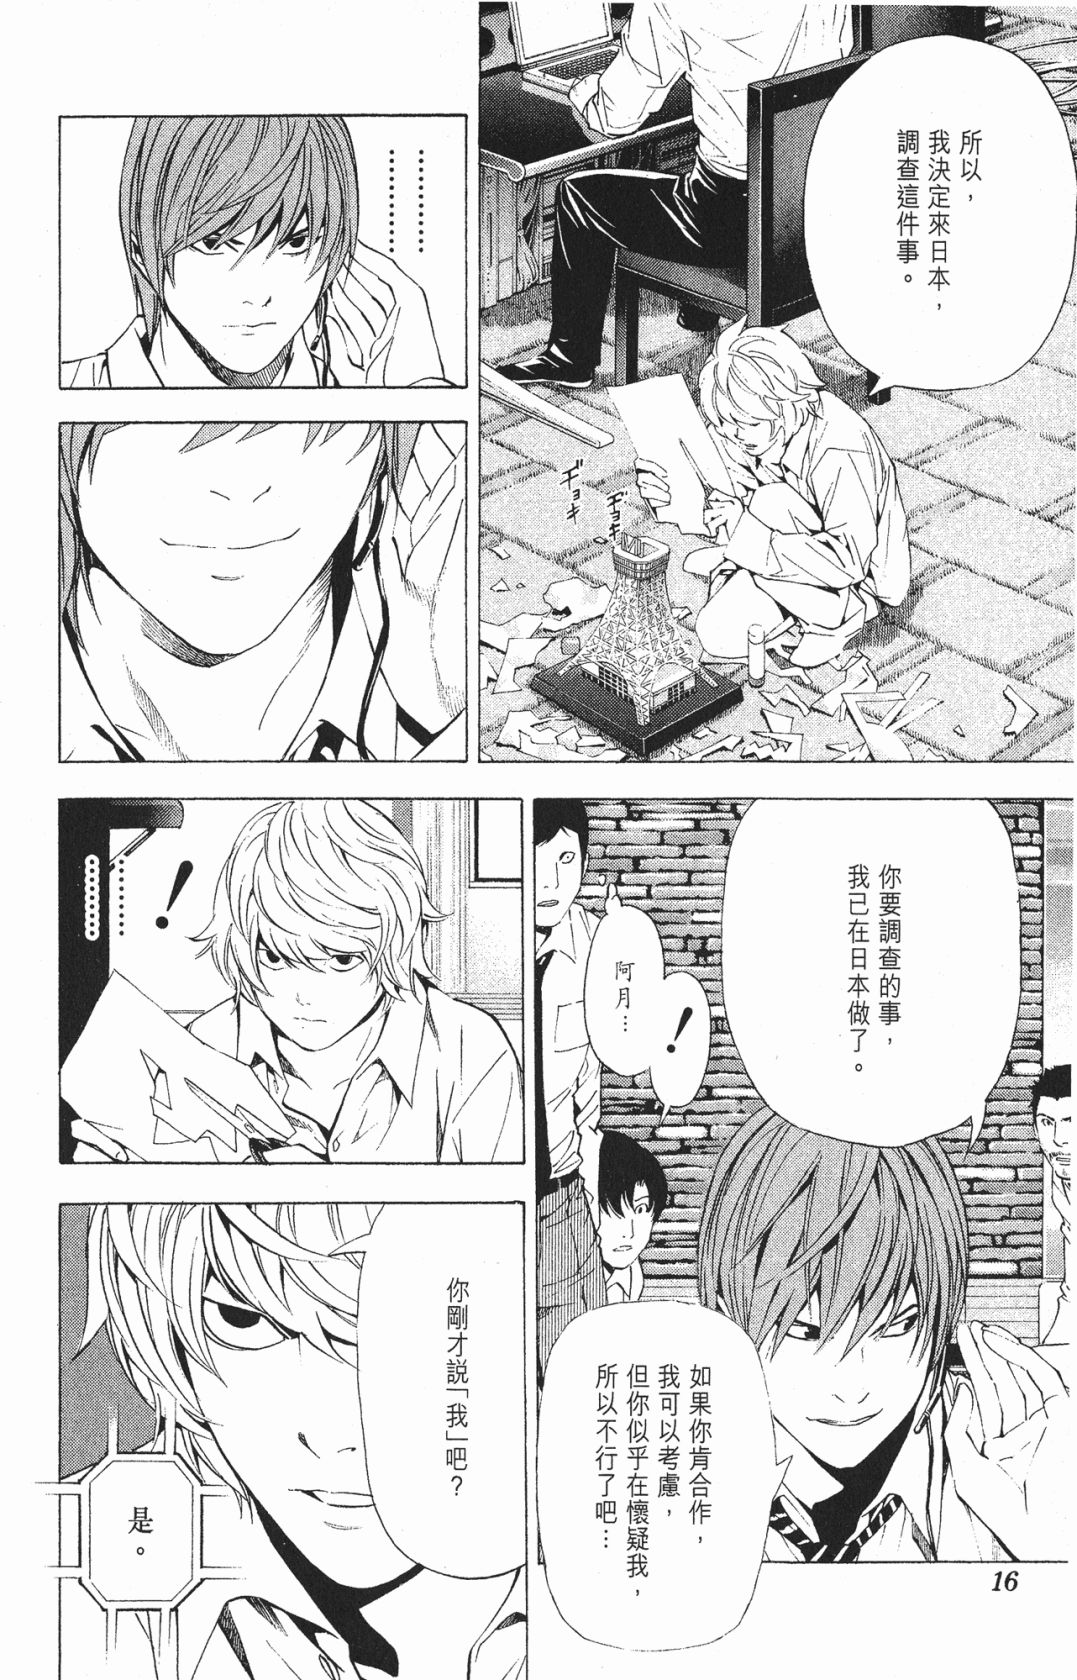 所以，
我決定來日本，
調查這件事。
ヂョキ
ヂョキ
………
………
你要調查的事，
我已在日本做了。
！
阿月…
如果你肯合作，
我可以考慮，
但你似乎在懷疑我，
所以不行了吧…
！
………
………
你剛才説「我」吧？
是。
16